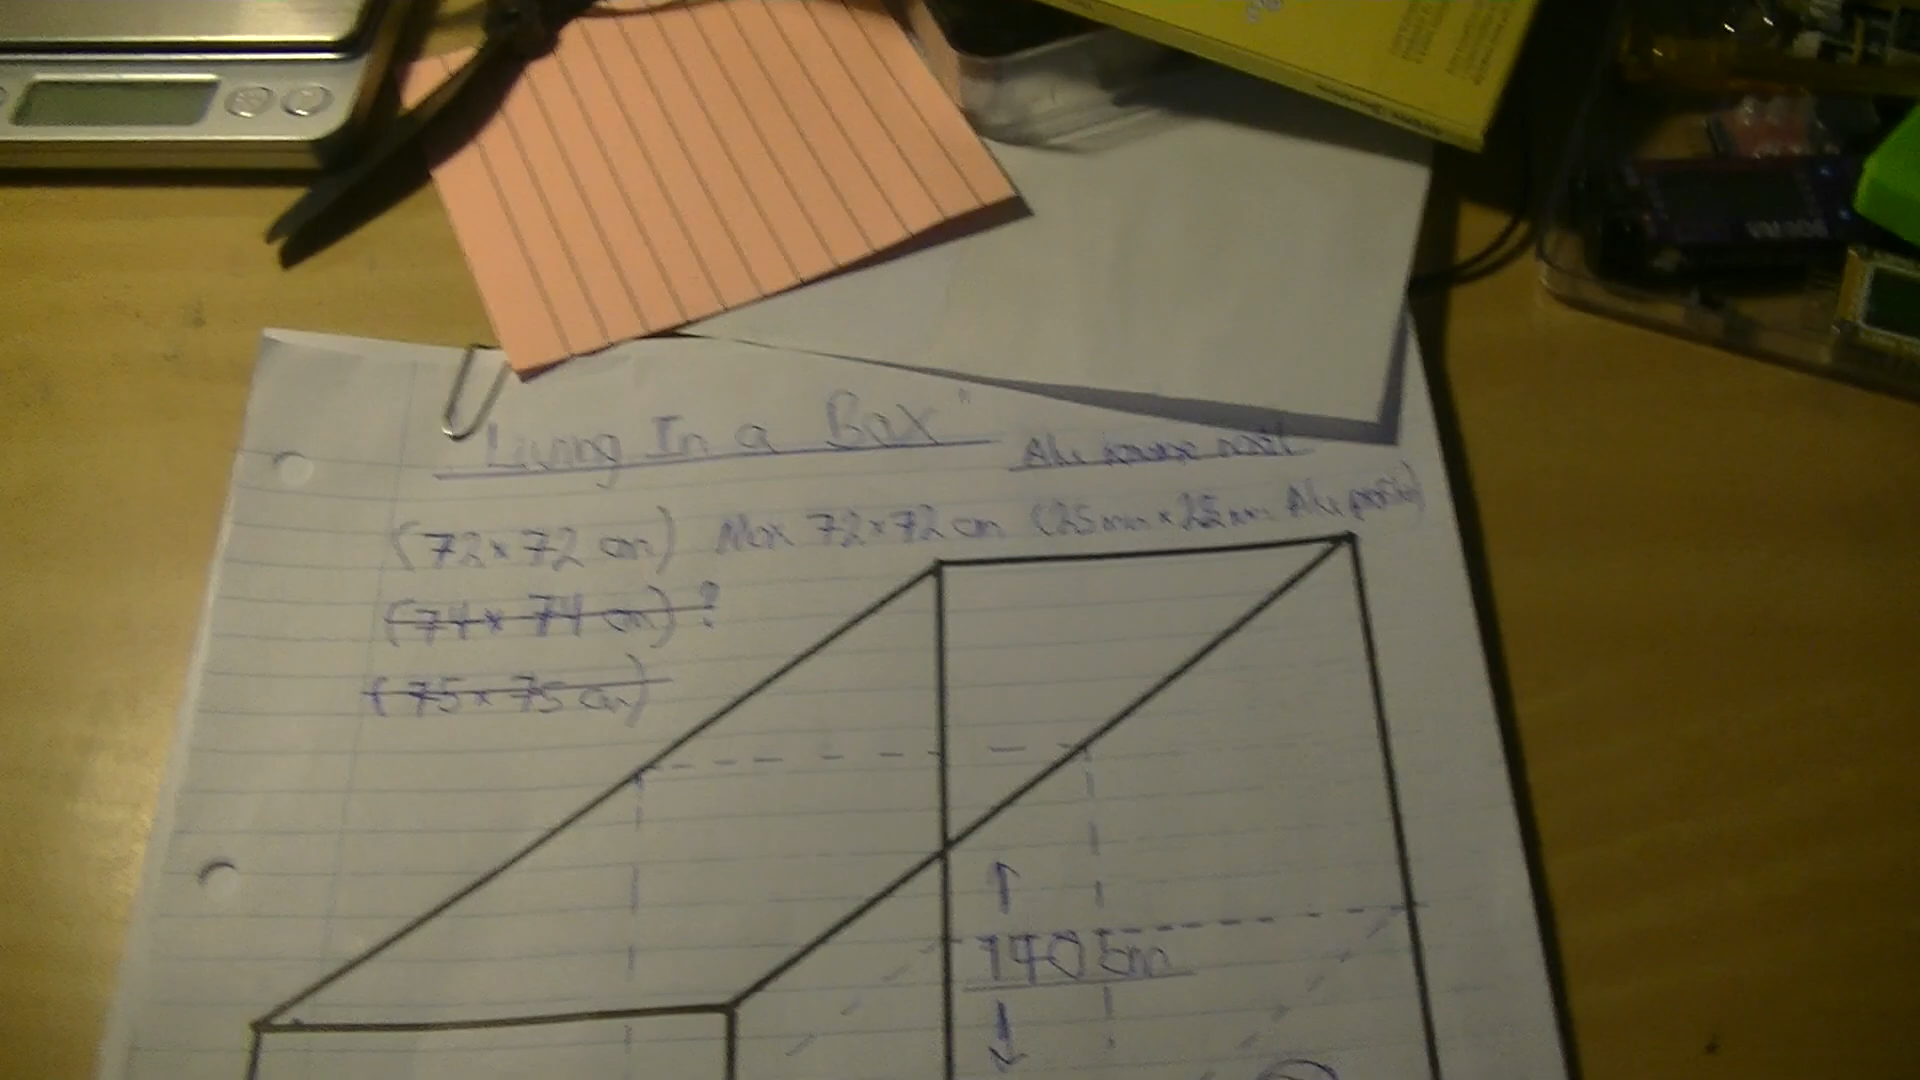 "Living In a Box"
(72 x 72 cm) Max 72 x 72 cm (25mm x 25mm Alu profile)
(74 x 74 cm) ?
(75 x 75 cm)
140 cm